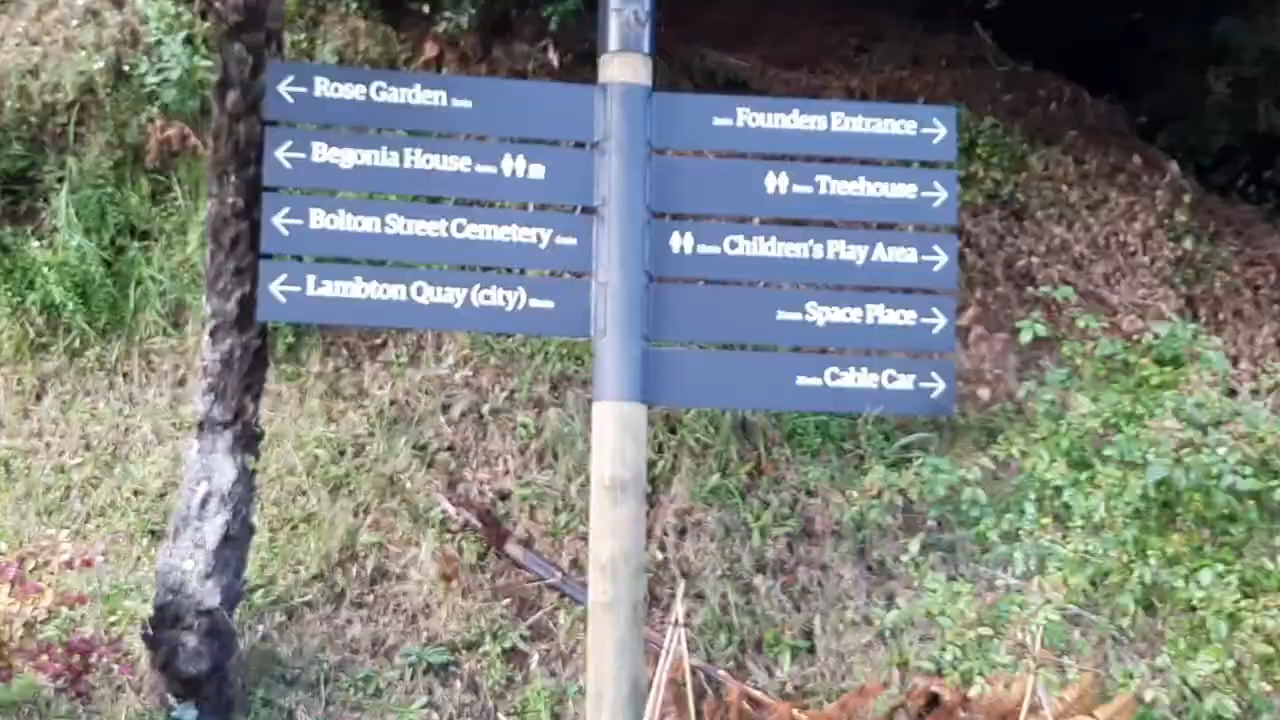 ← Rose Garden
← Begonia House
← Bolton Street Cemetery
← Lambton Quay (city)
Founders Entrance →
Treehouse →
Children's Play Area →
Space Place →
Cable Car →